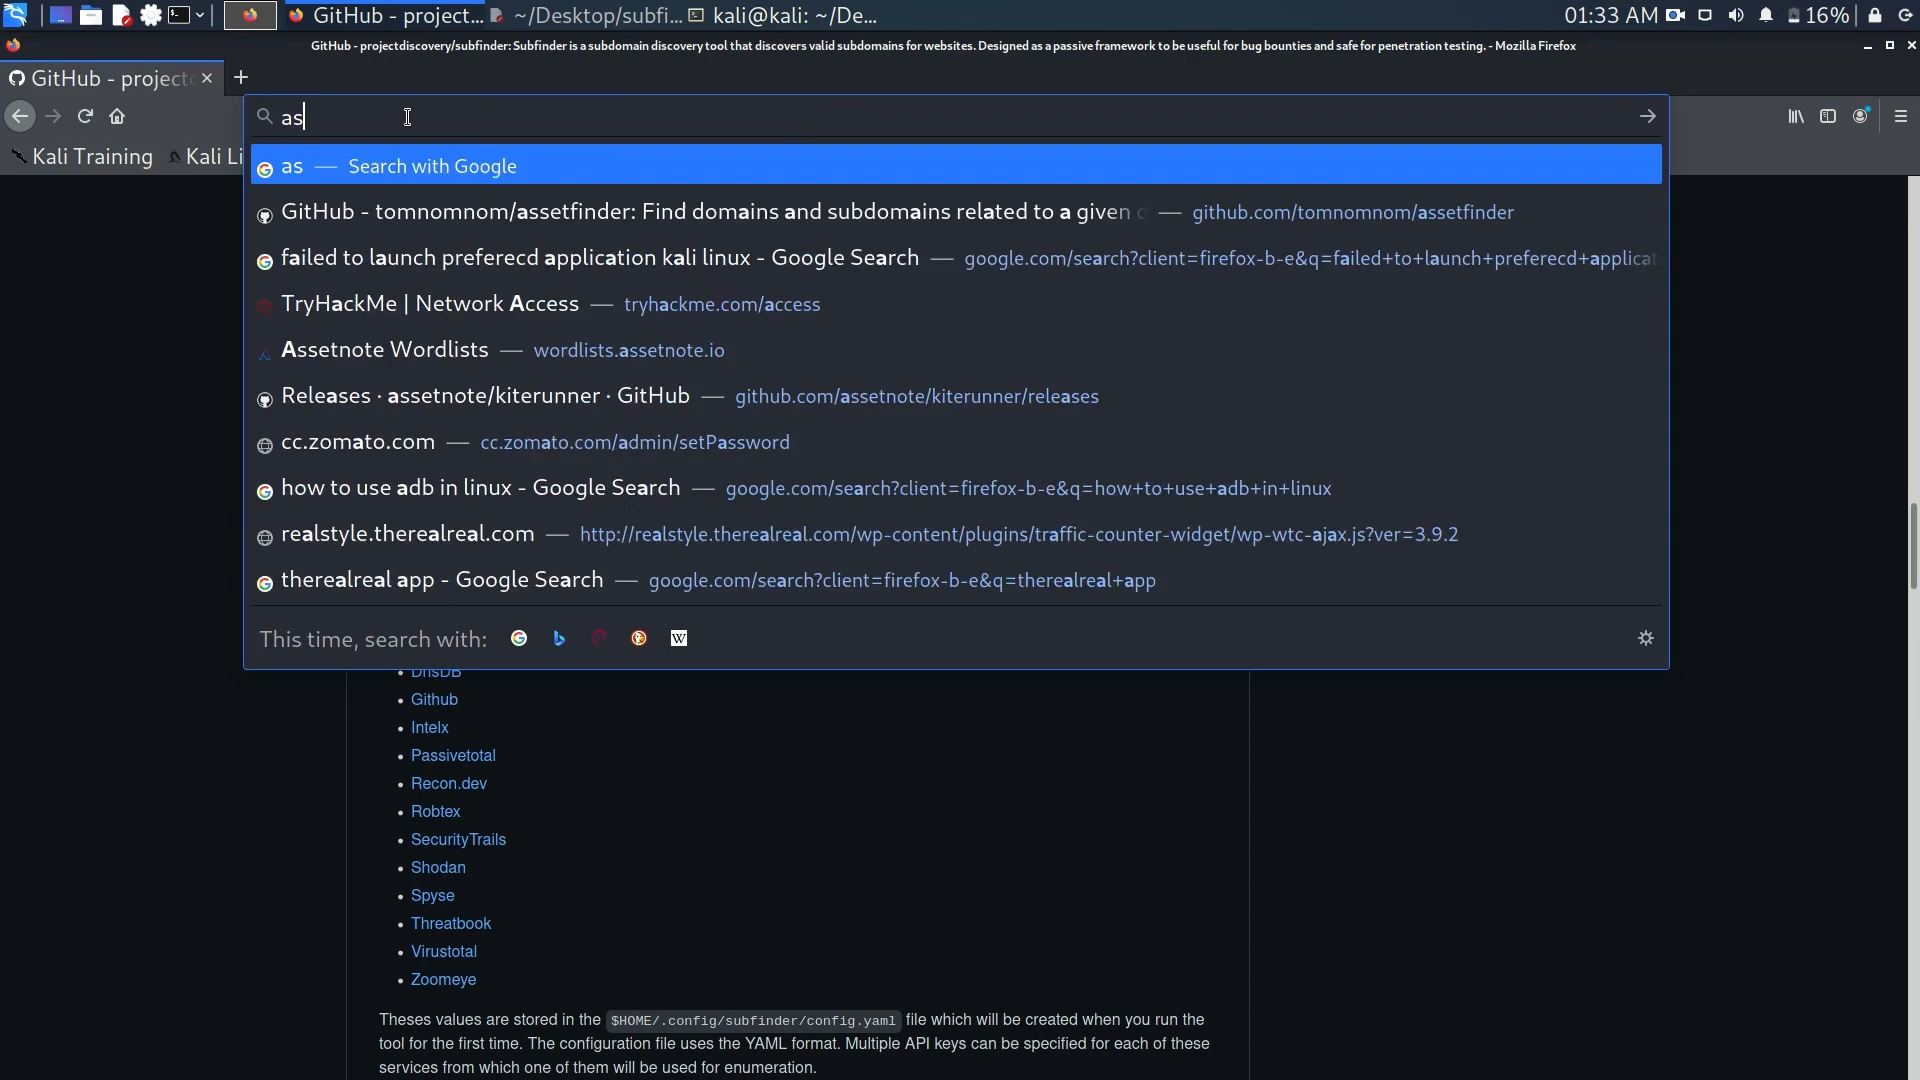 GitHub - project...
~/Desktop/subfi...
kali@kali: ~/De...
01:33 AM
16%
GitHub - projectdiscovery/subfinder: Subfinder is a subdomain discovery tool that discovers valid subdomains for websites. Designed as a passive framework to be useful for bug bounties and safe for penetration testing. - Mozilla Firefox
GitHub - project
as
Kali Training
Kali Li
as — Search with Google
GitHub - tomnomnom/assetfinder: Find domains and subdomains related to a given — github.com/tomnomnom/assetfinder
failed to launch preferecd application kali linux - Google Search — google.com/search?client=firefox-b-e&q=failed+to+launch+preferecd+applicat
TryHackMe | Network Access — tryhackme.com/access
Assetnote Wordlists — wordlists.assetnote.io
Releases · assetnote/kiterunner · GitHub — github.com/assetnote/kiterunner/releases
cc.zomato.com — cc.zomato.com/admin/setPassword
how to use adb in linux - Google Search — google.com/search?client=firefox-b-e&q=how+to+use+adb+in+linux
realstyle.therealreal.com — http://realstyle.therealreal.com/wp-content/plugins/traffic-counter-widget/wp-wtc-ajax.js?ver=3.9.2
therealreal app - Google Search — google.com/search?client=firefox-b-e&q=therealreal+app
This time, search with:
W
DnsDB
Github
Intelx
Passivetotal
Recon.dev
Robtex
SecurityTrails
Shodan
Spyse
Threatbook
Virustotal
Zoomeye
Theses values are stored in the $HOME/.config/subfinder/config.yaml file which will be created when you run the
tool for the first time. The configuration file uses the YAML format. Multiple API keys can be specified for each of these
services from which one of them will be used for enumeration.